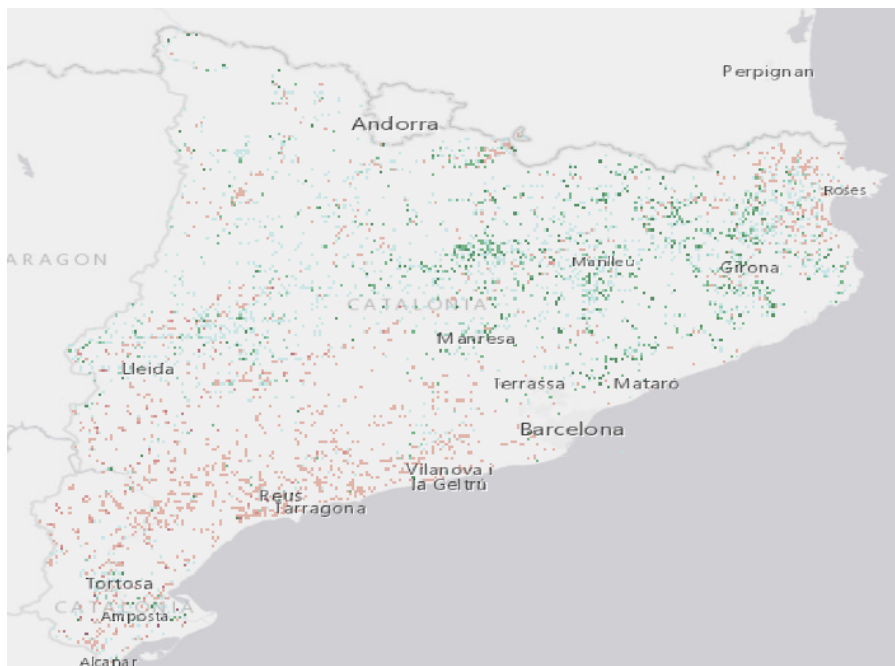 Perpignan
Andorra
Roses
ARAGON
Manlleu
Girona
CATALONIA
Manresa
Lleida
Terrassa
Mataró
Barcelona
Vilanova i
la Geltrú
Reus
Tarragona
Tortosa
CATALONIA
Amposta
Alcanar